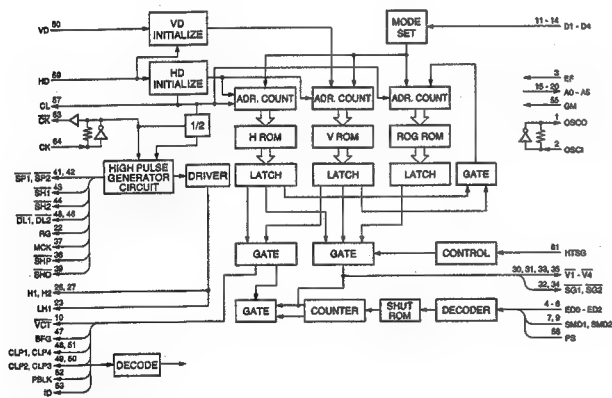 VD 60
VD INITIALIZE
MODE SET
11 - 14 D1 - D4
HD 59
HD INITIALIZE
3 EF
15 - 20 A0 - A5
55 GM
CL 57
ADR. COUNT
ADR. COUNT
ADR. COUNT
CK 63
1/2
1 OSCO
CK 64
H ROM
V ROM
ROG ROM
2 OSCI
HIGH PULSE GENERATOR CIRCUIT
DRIVER
LATCH
LATCH
LATCH
GATE
SP1, SP2 41, 42
SH1 43
SH2 44
DL1, DL2
RG 22
MCK 37
SHP 38
SHD 39
GATE
GATE
CONTROL
61 HTSG
30, 31, 33, 35 V1 - V4
32, 34 SG1, SG2
H1, H2 26, 27
LH1 23
VCT 10
BFG 47
GATE
COUNTER
SHUT ROM
DECODER
4 - 6 ED0 - ED2
7, 9 SMD1, SMD2
58 PS
CLP1, CLP4 48, 51
CLP2, CLP3 49, 50
DECODE
PBLK 52
ID 53